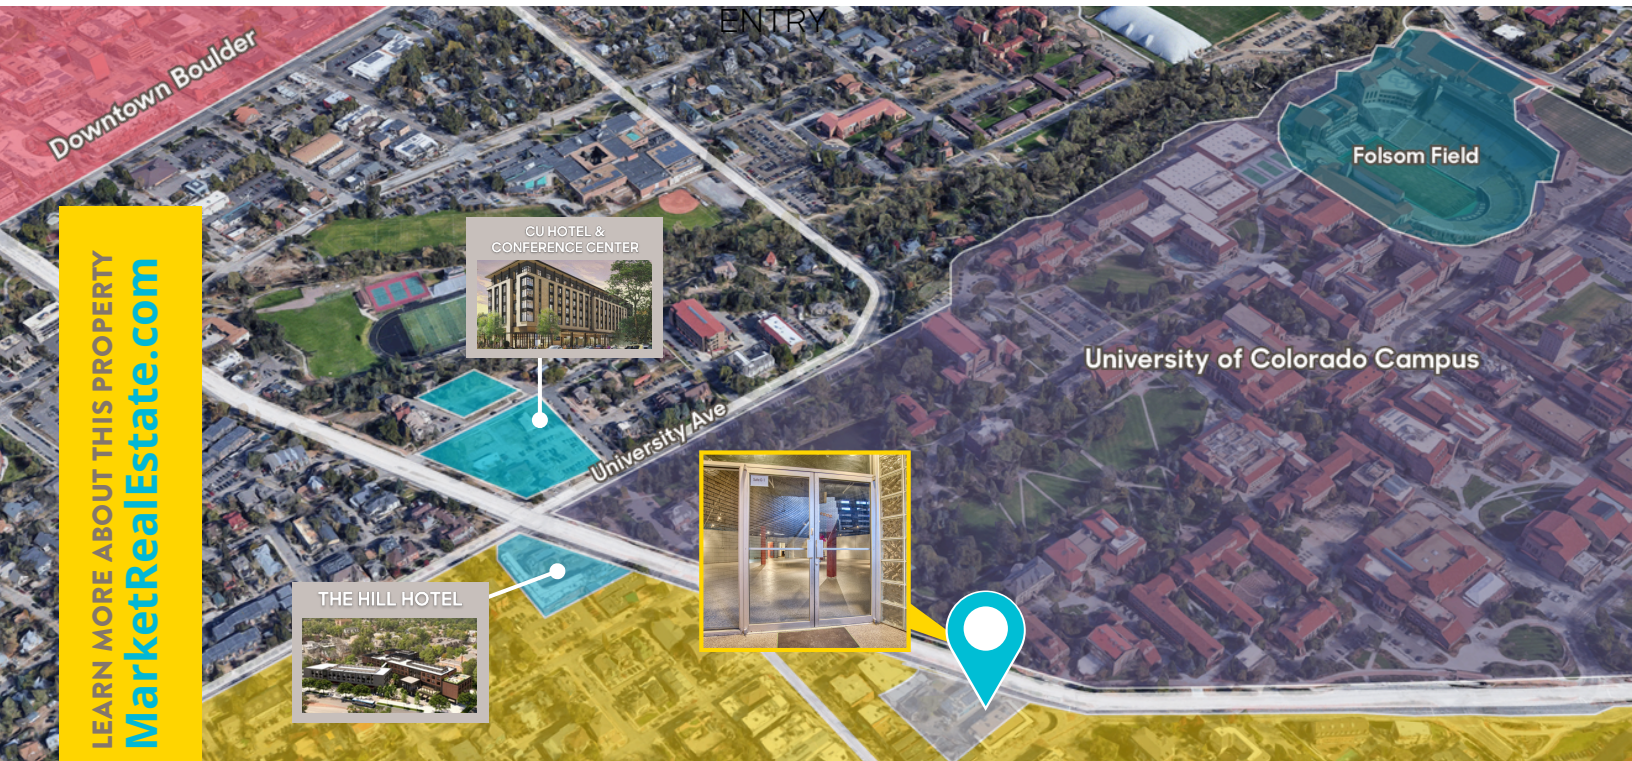 ENTRY
Downtown Boulder
Folsom Field
CU HOTEL &
CONFERENCE CENTER
University of Colorado Campus
University Ave
THE HILL HOTEL
LEARN MORE ABOUT THIS PROPERTY
MarketRealEstate.com